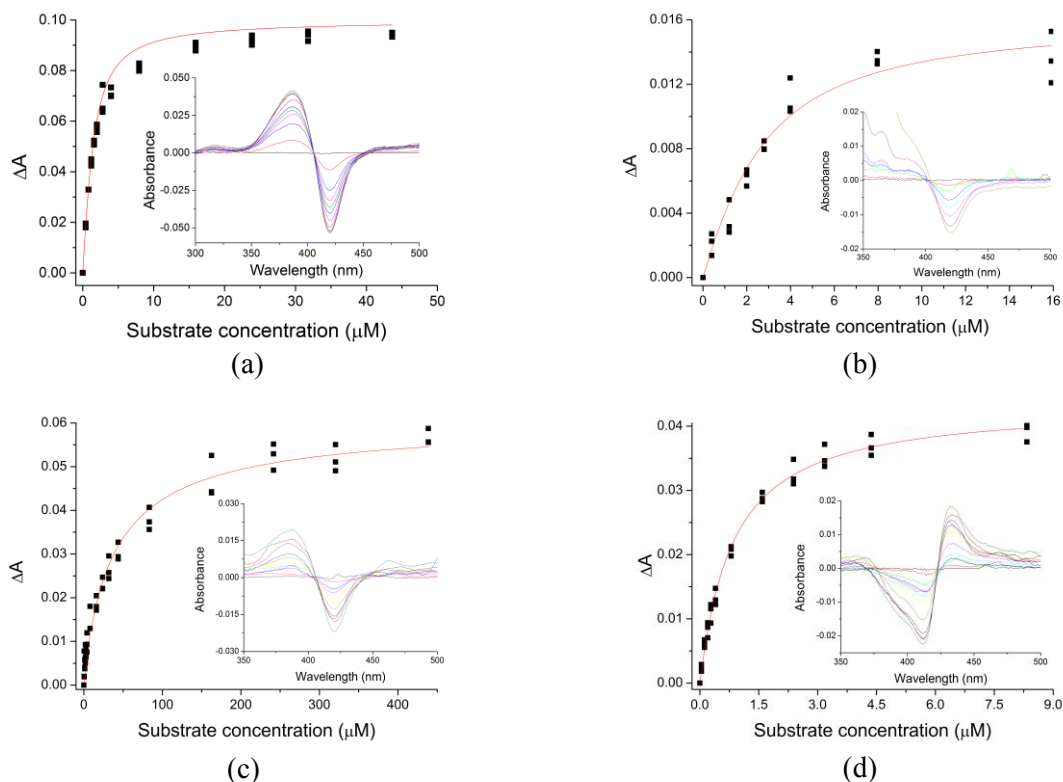 0.10
0.08
0.06
0.04
0.02
0.00
ΔA
0 10 20 30 40 50
Substrate concentration (μM)
0.050
0.025
0.000
-0.025
-0.050
Absorbance
300 350 400 450 500
Wavelength (nm)
(a)
0.016
0.012
0.008
0.004
0.000
ΔA
0 2 4 6 8 10 12 14 16
Substrate concentration (μM)
0.02
0.01
0.00
-0.01
-0.02
Absorbance
350 400 450 500
Wavelength (nm)
(b)
0.06
0.05
0.04
0.03
0.02
0.01
0.00
ΔA
0 100 200 300 400
Substrate concentration (μM)
0.030
0.015
0.000
-0.015
-0.030
Absorbance
350 400 450 500
Wavelength (nm)
(c)
0.04
0.03
0.02
0.01
0.00
ΔA
0.0 1.5 3.0 4.5 6.0 7.5 9.0
Substrate concentration (μM)
0.02
0.01
0.00
-0.01
-0.02
Absorbance
350 400 450 500
Wavelength (nm)
(d)